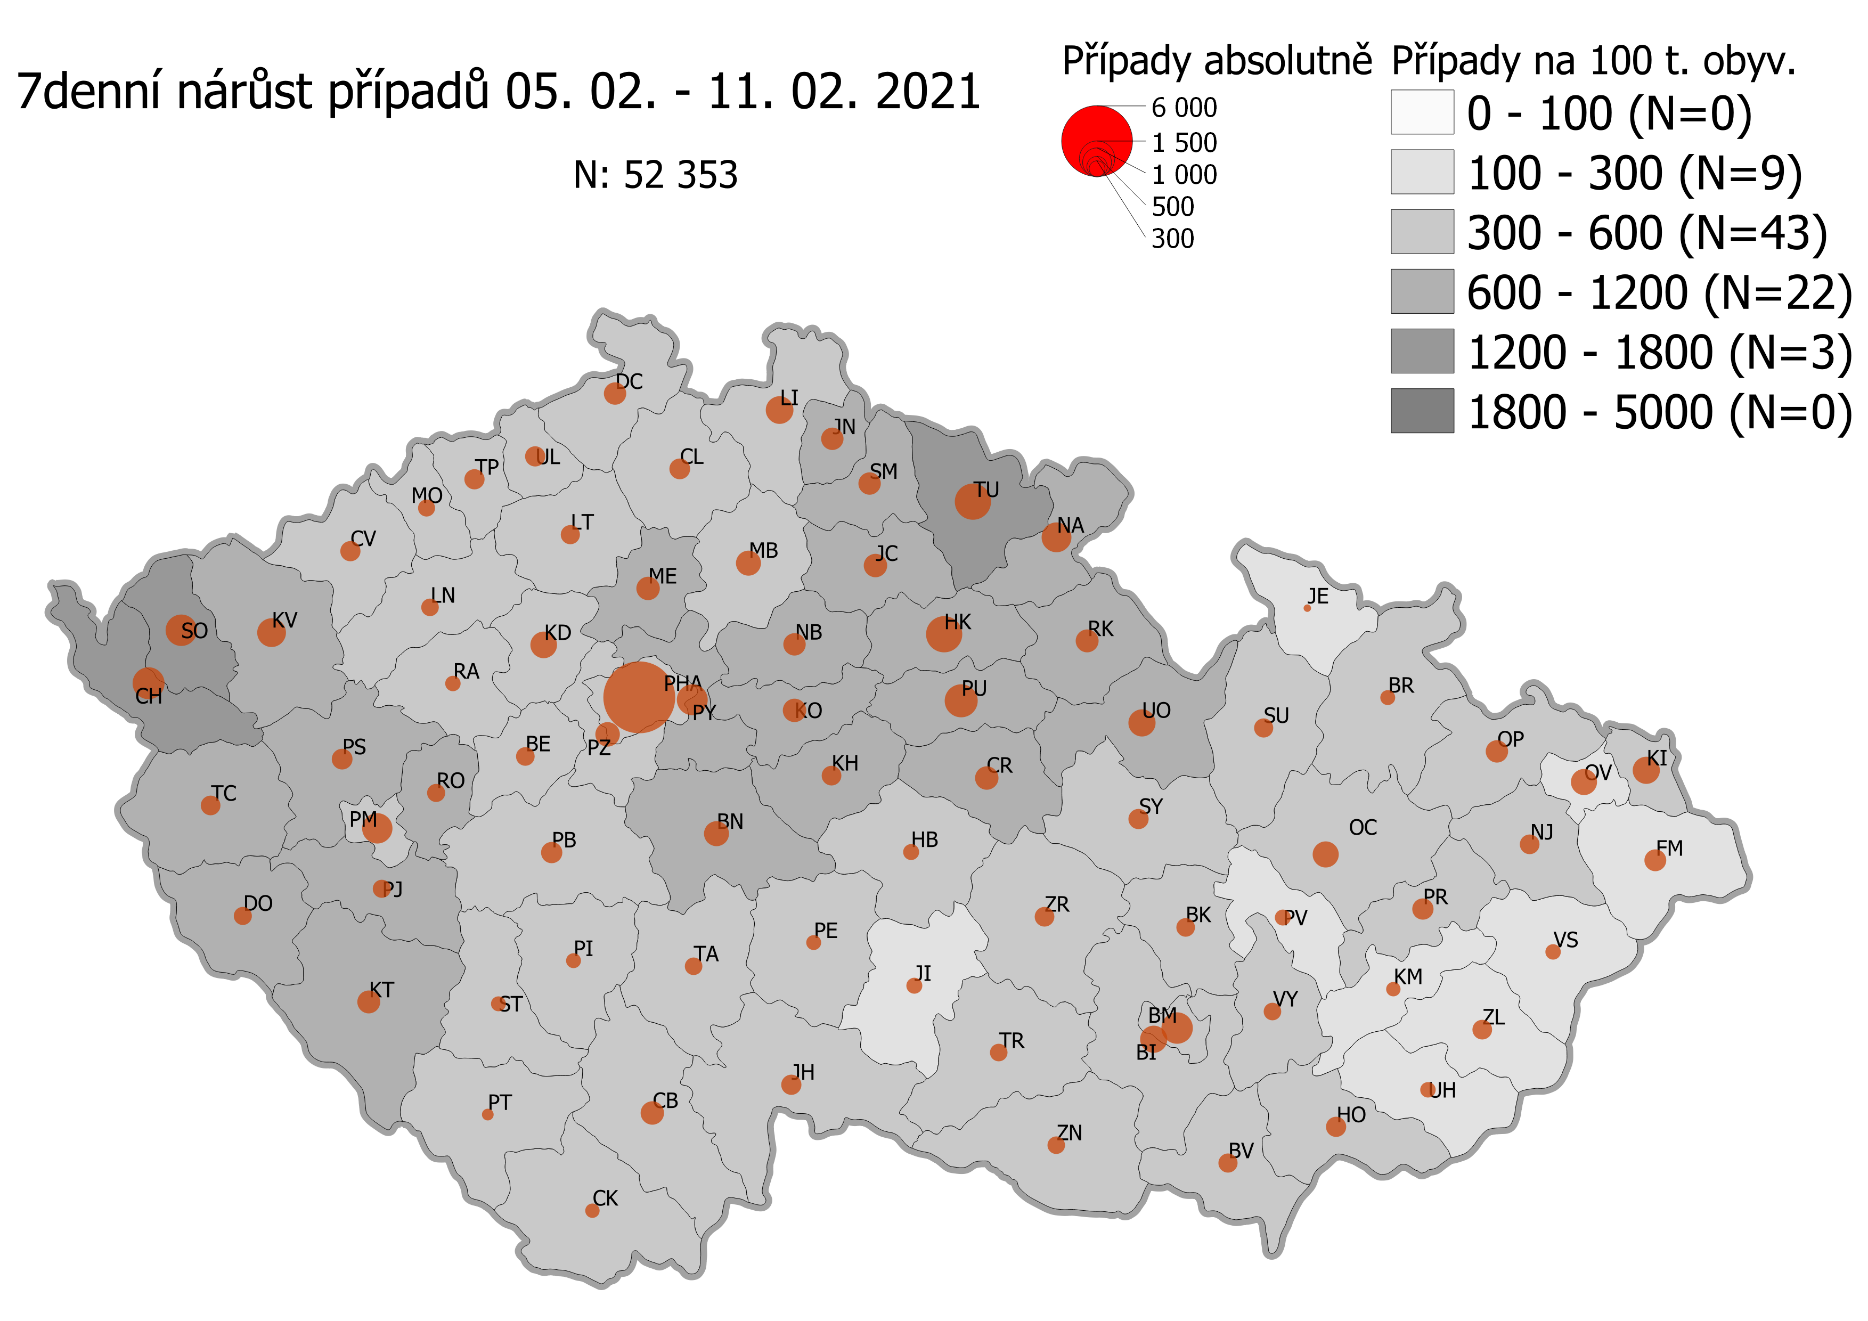 7denní nárůst případů 05. 02. - 11. 02. 2021
N: 52 353
Případy absolutně
6 000
1 500
1 000
500
300
Případy na 100 t. obyv.
0 - 100 (N=0)
100 - 300 (N=9)
300 - 600 (N=43)
600 - 1200 (N=22)
1200 - 1800 (N=3)
1800 - 5000 (N=0)
DC
LI
JN
UL
TP
CL
SM
MO
TU
LT
NA
CV
MB
JC
ME
LN
JE
SO
KV
KD
NB
HK
RK
RA
PHA
CH
PY
KO
PU
UO
SU
BR
PS
BE
PZ
OP
KI
RO
KH
CR
OV
TC
PM
BN
SY
PB
HB
OC
NJ
FM
PJ
DO
ZR
BK
PV
PR
PI
TA
PE
VS
KT
ST
JI
KM
VY
BM
ZL
TR
BI
JH
UH
PT
CB
HO
ZN
BV
CK